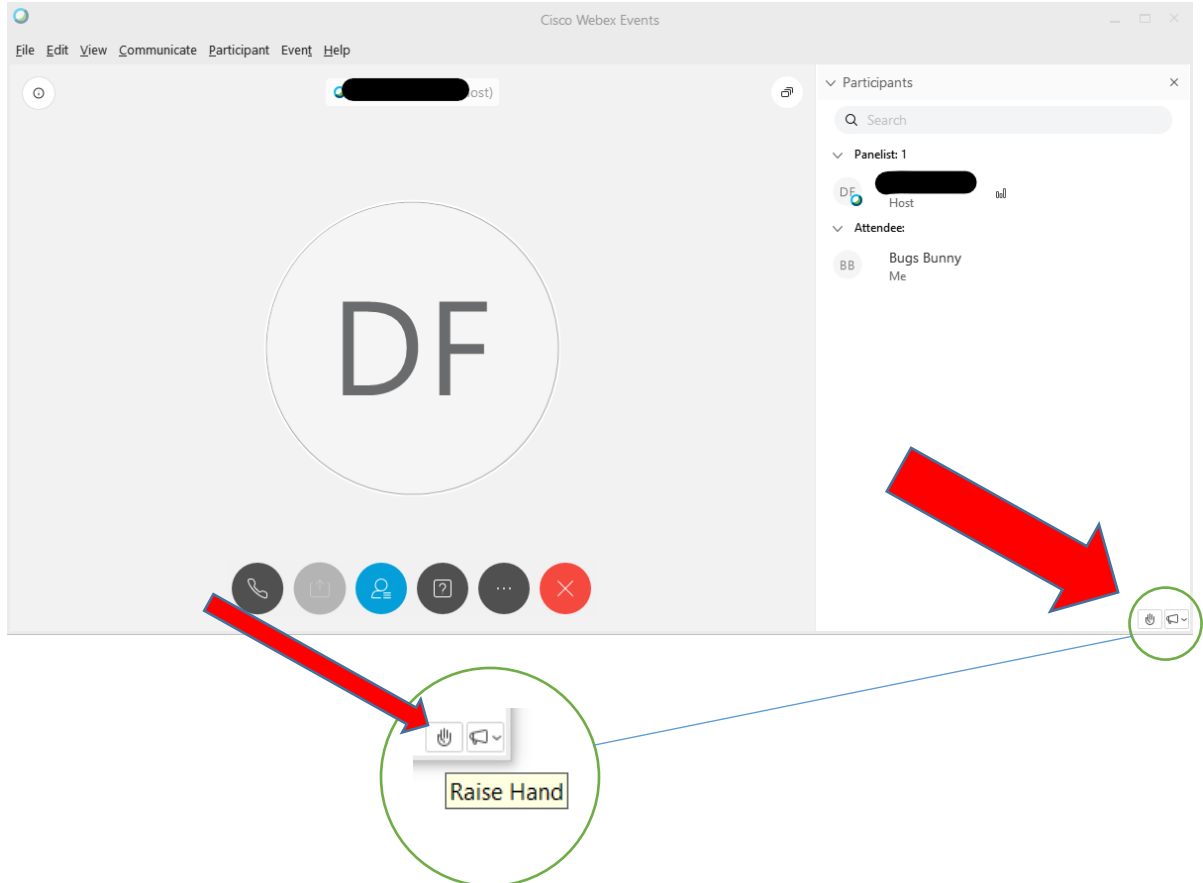 Cisco Webex Events
File Edit View Communicate Participant Event Help
ost)
Participants
Search
Panelist: 1
DF
Host
Attendee:
BB
Bugs Bunny
Me
DF
Raise Hand